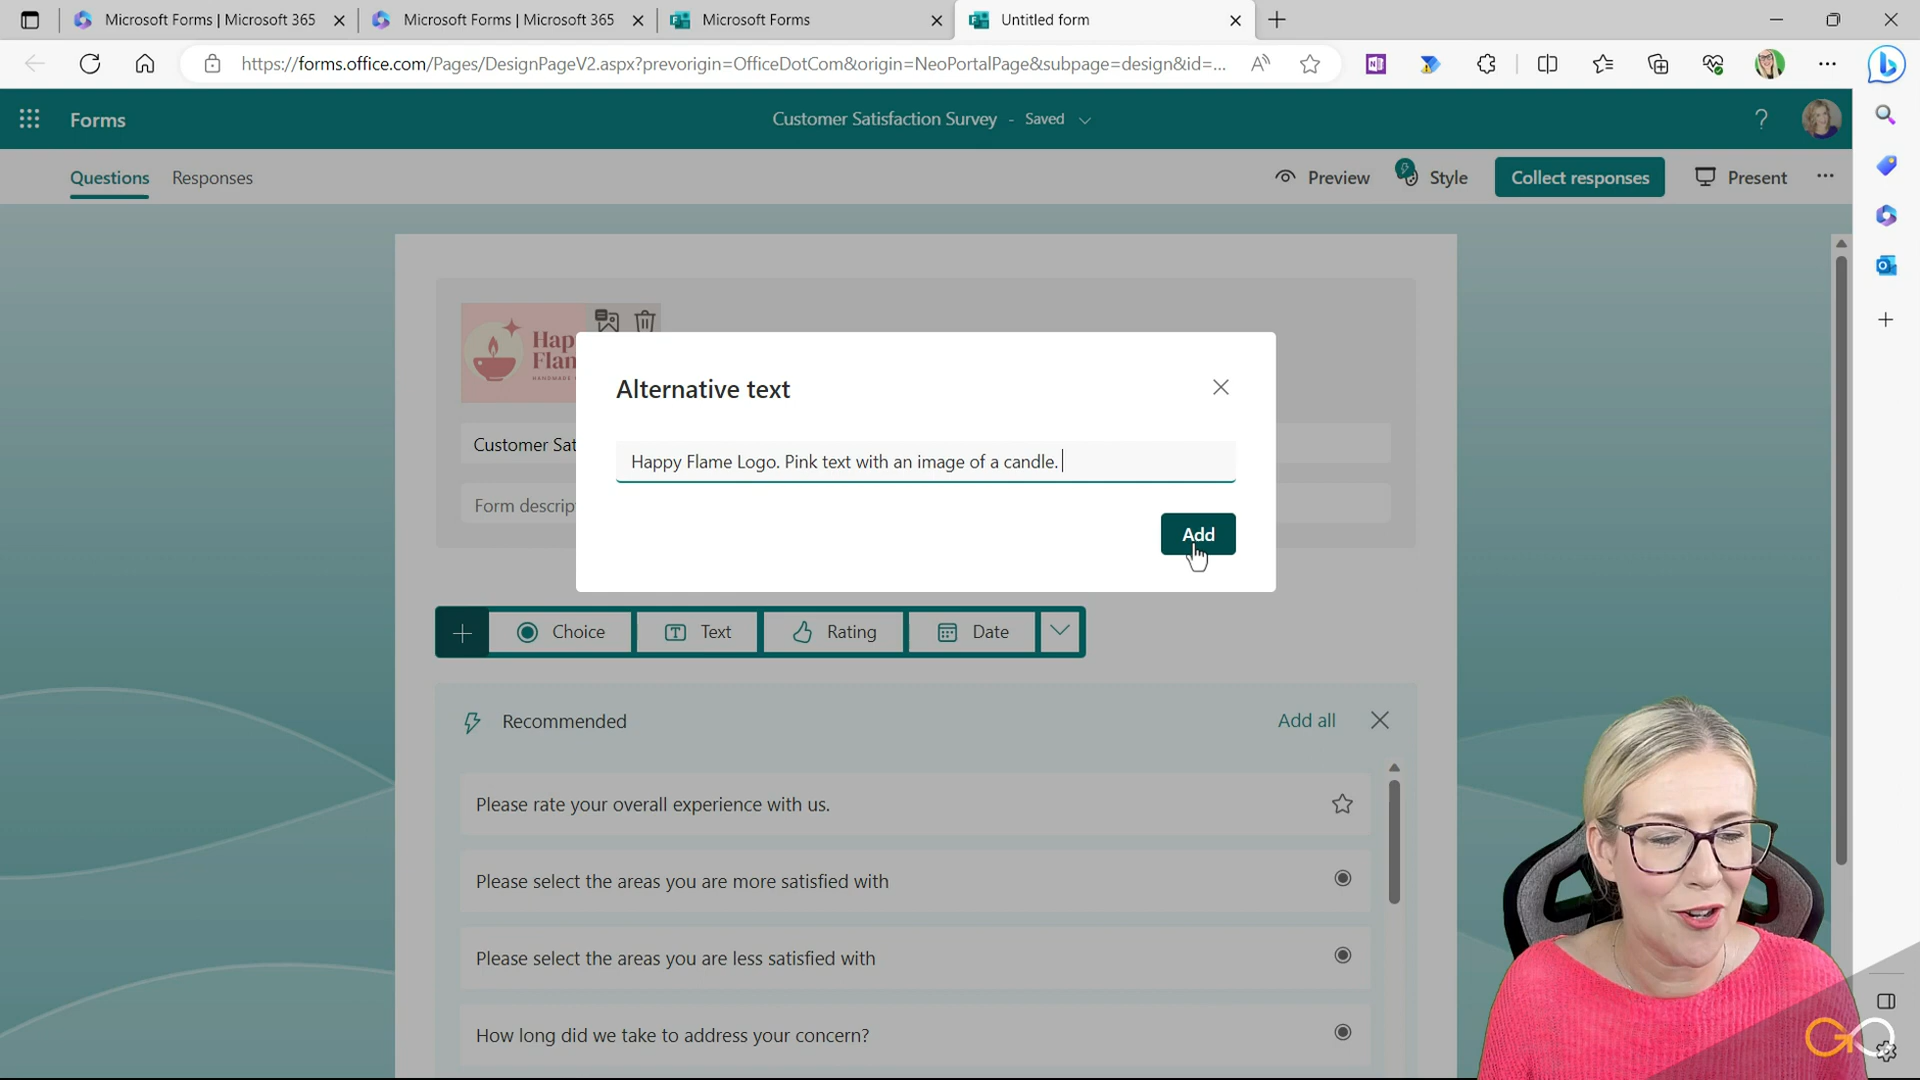 Microsoft Forms | Microsoft 365
Microsoft Forms | Microsoft 365
Microsoft Forms
Untitled form
https://forms.office.com/Pages/DesignPageV2.aspx?prevorigin=OfficeDotCom&origin=NeoPortalPage&subpage=design&id=...
Forms
Customer Satisfaction Survey - Saved
Questions
Responses
Preview
Style
Collect responses
Present
Hap
Flan
HANDMADE
Alternative text
Happy Flame Logo. Pink text with an image of a candle.
Add
Customer Sat
Form descrip
Choice
Text
Rating
Date
Recommended
Add all
Please rate your overall experience with us.
Please select the areas you are more satisfied with
Please select the areas you are less satisfied with
How long did we take to address your concern?